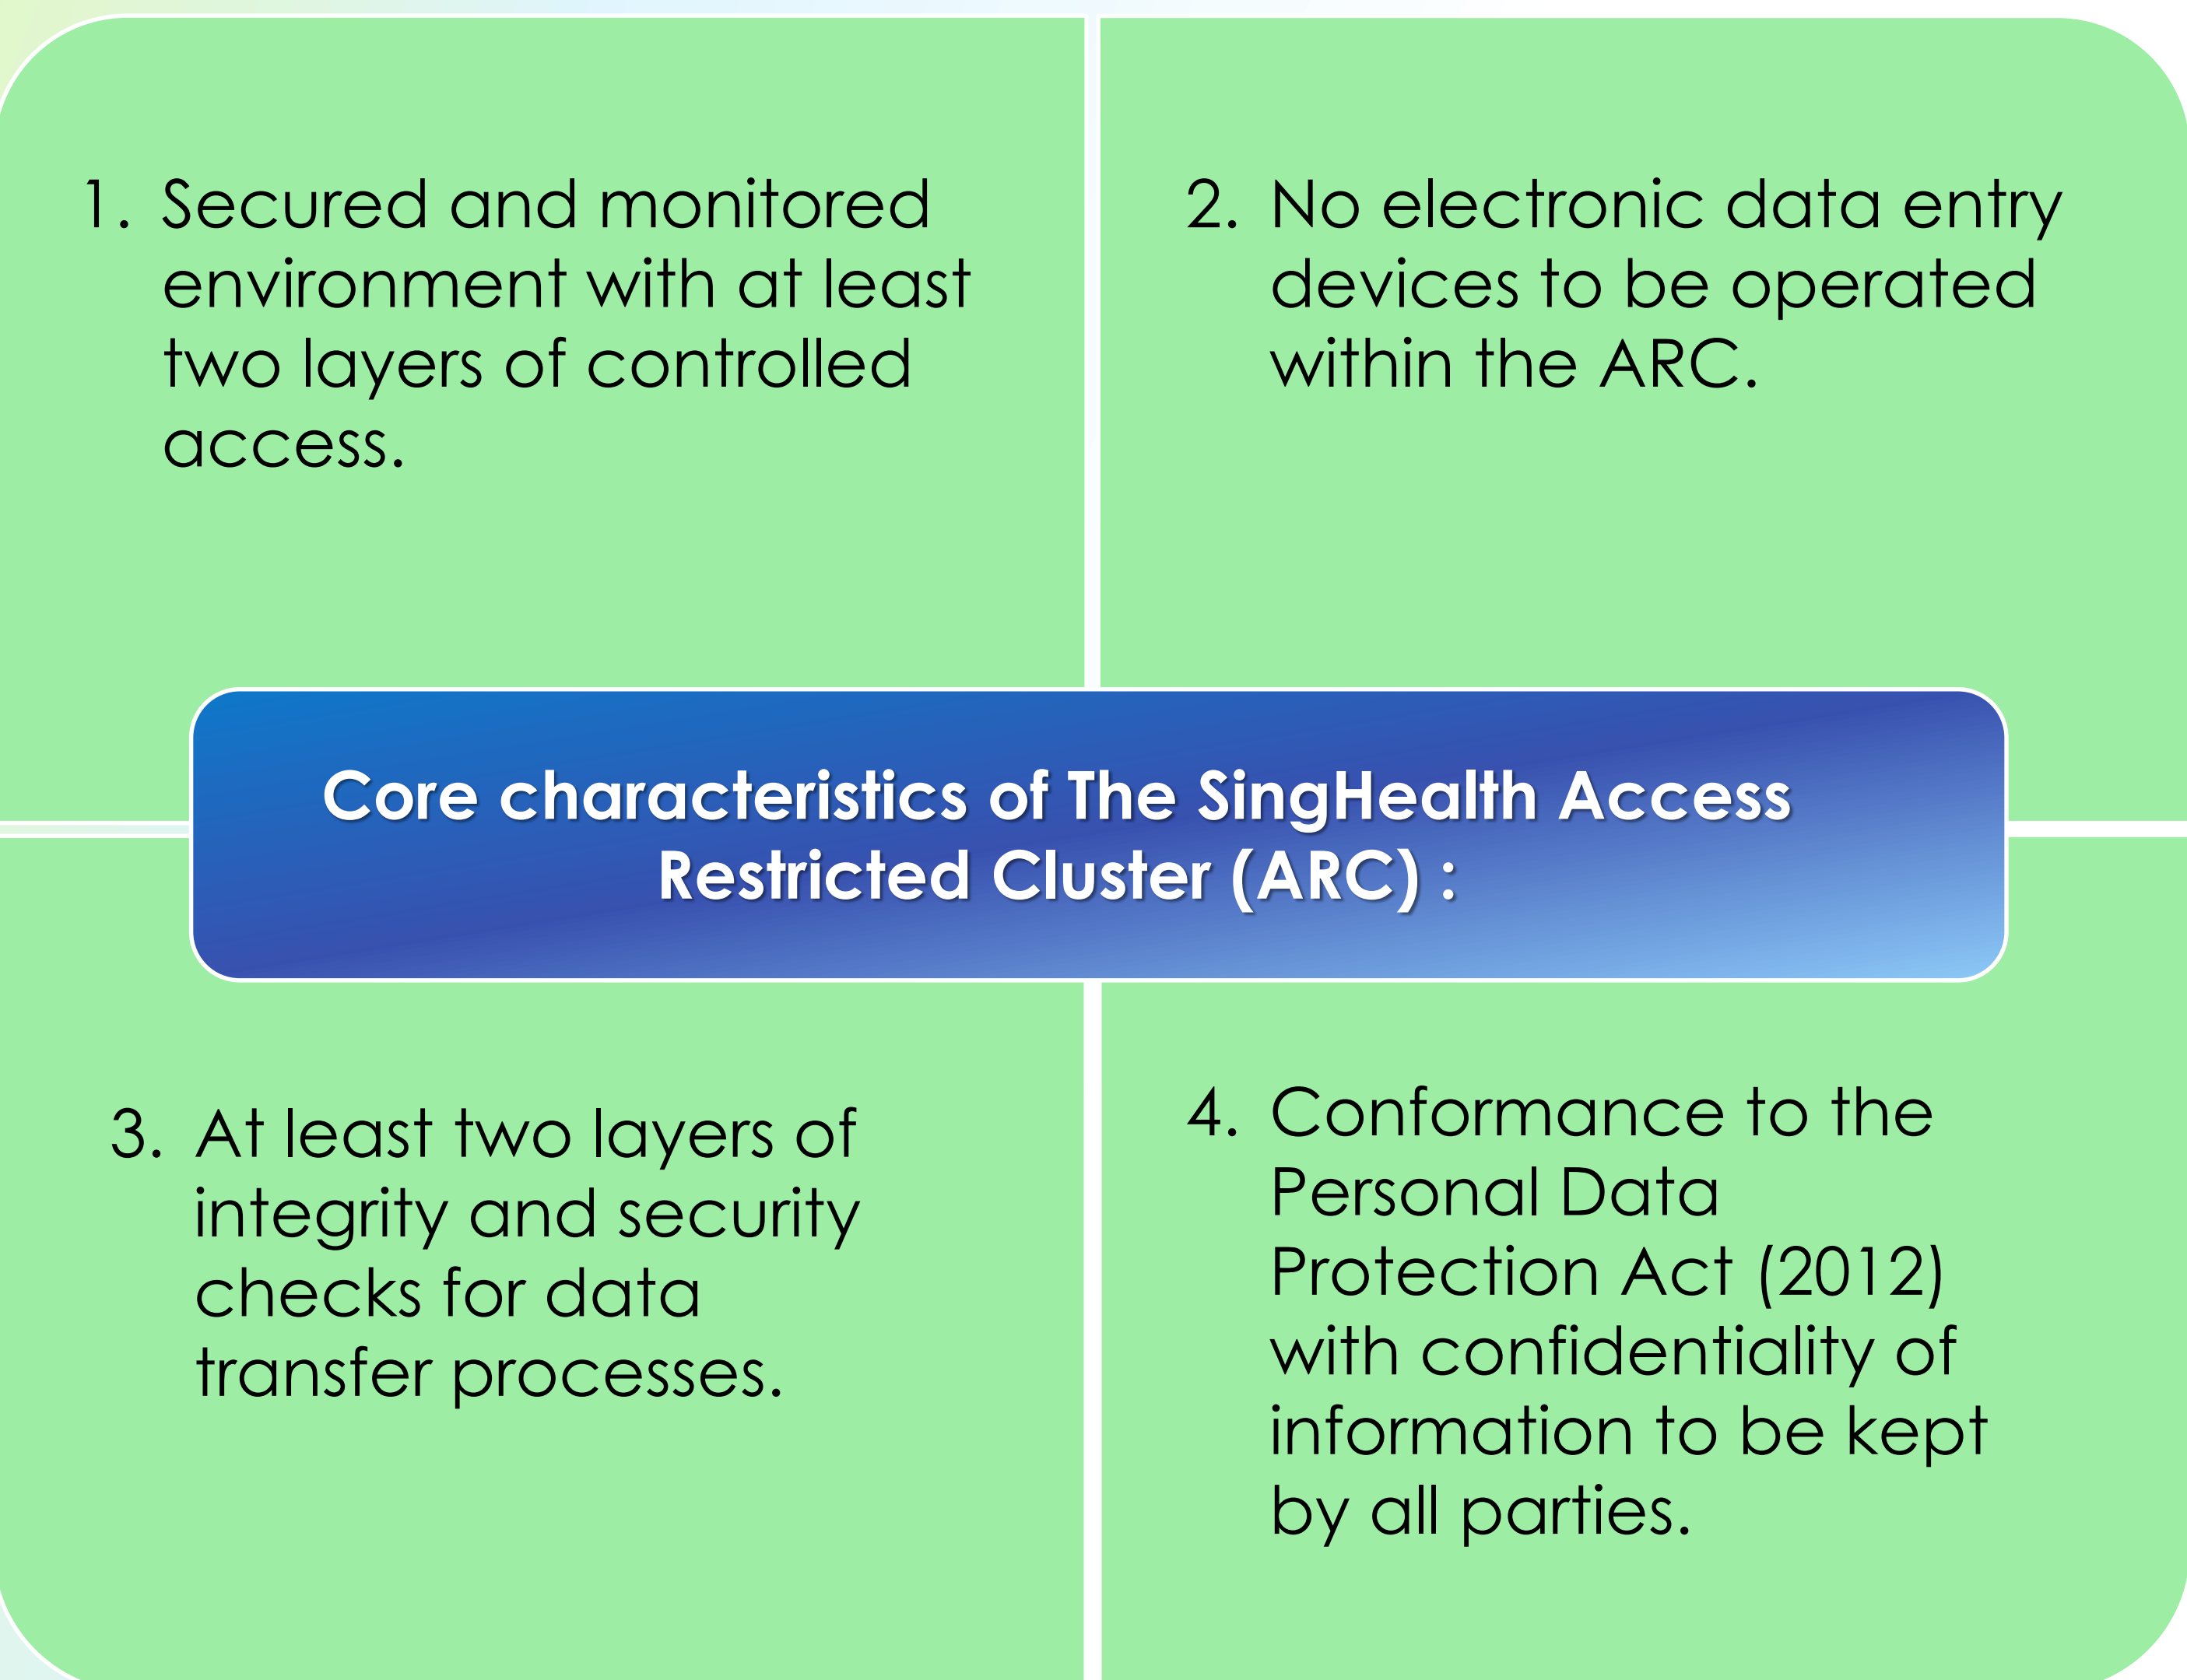 1. Secured and monitored
environment with at least
two layers of controlled
access.
2. No electronic data entry
devices to be operated
within the ARC.
Core characteristics of The SingHealth Access
Restricted Cluster (ARC) :
3. At least two layers of
integrity and security
checks for data
transfer processes.
4. Conformance to the
Personal Data
Protection Act (2012)
with confidentiality of
information to be kept
by all parties.